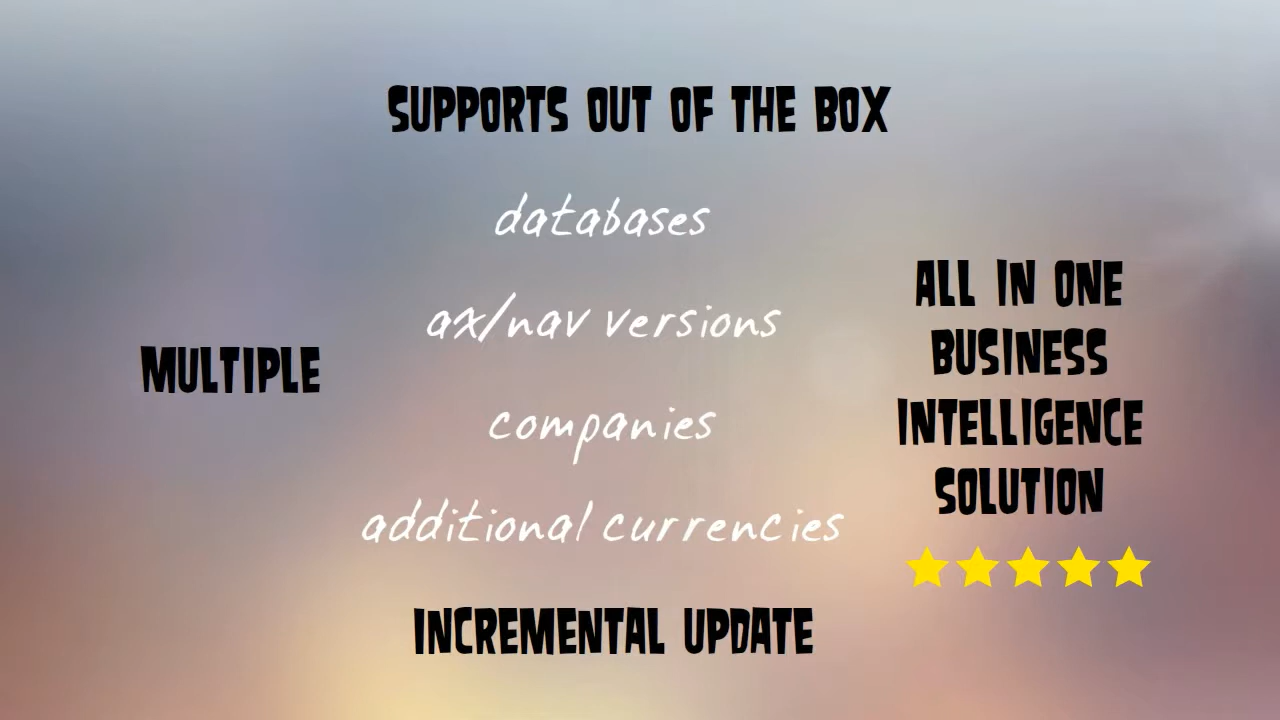 SUPPORTS OUT OF THE BOX
MULTIPLE
databases
ax/nav versions
companies
additional currencies
INCREMENTAL UPDATE
ALL IN ONE
BUSINESS
INTELLIGENCE
SOLUTION